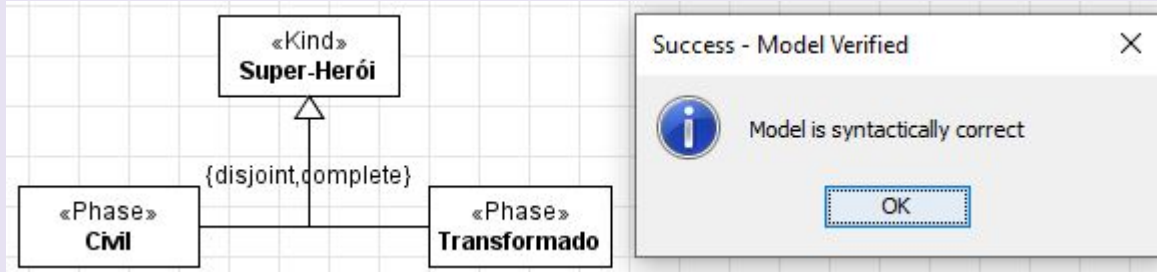 «Kind»
Super-Herói
{disjoint,complete}
«Phase»
Civil
«Phase»
Transformado
Success - Model Verified
Model is syntactically correct
OK